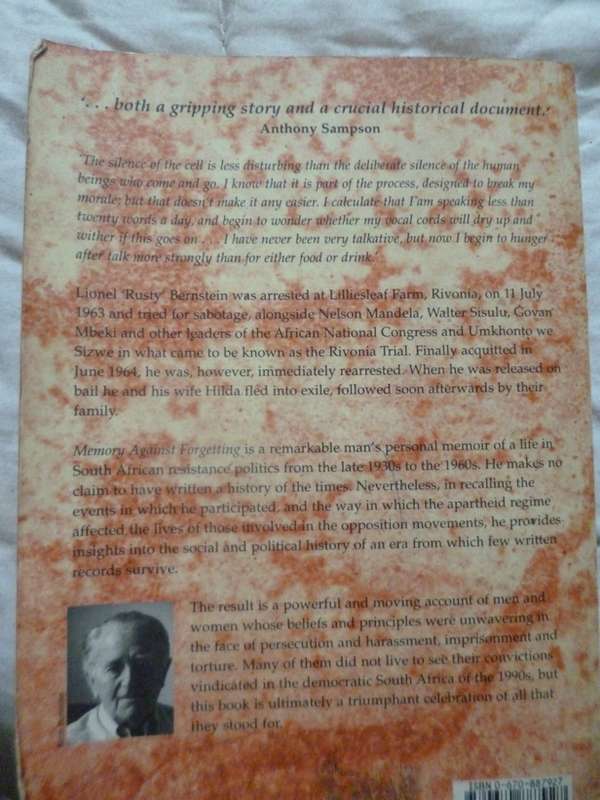 '. . . both a gripping story and a crucial historical document.'
Anthony Sampson
'The silence of the cell is less disturbing than the deliberate silence of the human
beings who come and go. I know that it is part of the process, designed to break my
morale; but that doesn't make it any easier. I calculate that I am speaking less than
twenty words a day, and begin to wonder whether my vocal cords will dry up and
wither if this goes on . . . I have never been very talkative, but now I begin to hunger
after talk more strongly than for either food or drink.'
Lionel 'Rusty' Bernstein was arrested at Lilliesleaf Farm, Rivonia, on 11 July
1963 and tried for sabotage, alongside Nelson Mandela, Walter Sisulu, Govan
Mbeki and other leaders of the African National Congress and Umkhonto we
Sizwe in what came to be known as the Rivonia Trial. Finally acquitted in
June 1964, he was, however, immediately rearrested. When he was released on
bail he and his wife Hilda fled into exile, followed soon afterwards by their
family.
Memory Against Forgetting is a remarkable man's personal memoir of a life in
South African resistance politics from the late 1930s to the 1960s. He makes no
claim to have written a history of the times. Nevertheless, in recalling the
events in which he participated, and the way in which the apartheid regime
affected the lives of those involved in the opposition movements, he provides
insights into the social and political history of an era from which few written
records survive.
The result is a powerful and moving account of men and
women whose beliefs and principles were unwavering in
the face of persecution and harassment, imprisonment and
torture. Many of them did not live to see their convictions
vindicated in the democratic South Africa of the 1990s, but
this book is ultimately a triumphant celebration of all that
they stood for.
ISBN 0-670-887927